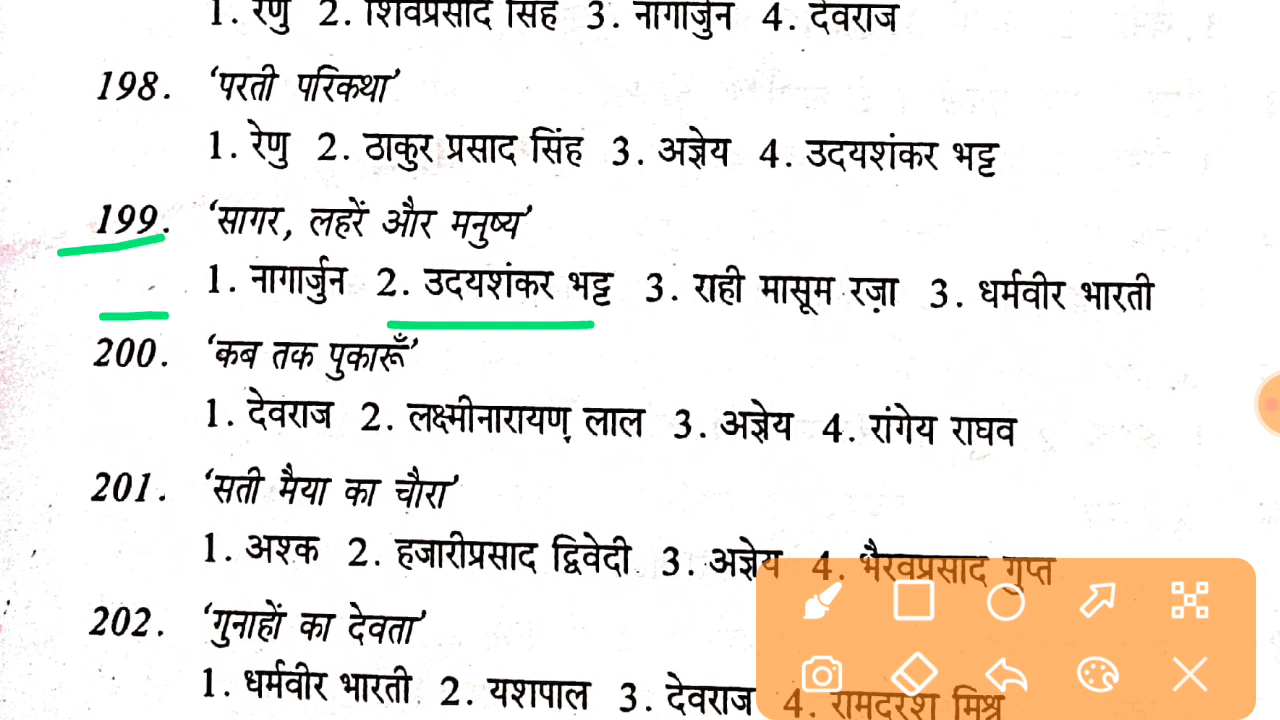 1. रेणु 2. शिवप्रसाद सिंह 3. नागार्जुन 4. देवराज
198. ‘परती परिकथा’
1. रेणु 2. ठाकुर प्रसाद सिंह 3. अज्ञेय 4. उदयशंकर भट्ट
199. ‘सागर, लहरें और मनुष्य’
1. नागार्जुन 2. उदयशंकर भट्ट 3. राही मासूम रज़ा 3. धर्मवीर भारती
200. ‘कब तक पुकारूँ’
1. देवराज 2. लक्ष्मीनारायण लाल 3. अज्ञेय 4. रांगेय राघव
201. ‘सती मैया का चौरा’
1. अश्क 2. हजारीप्रसाद द्विवेदी 3. अज्ञेय 4. भैरवप्रसाद गुप्त
202. ‘गुनाहों का देवता’
1. धर्मवीर भारती 2. यशपाल 3. देवराज 4. रामदरश मिश्र